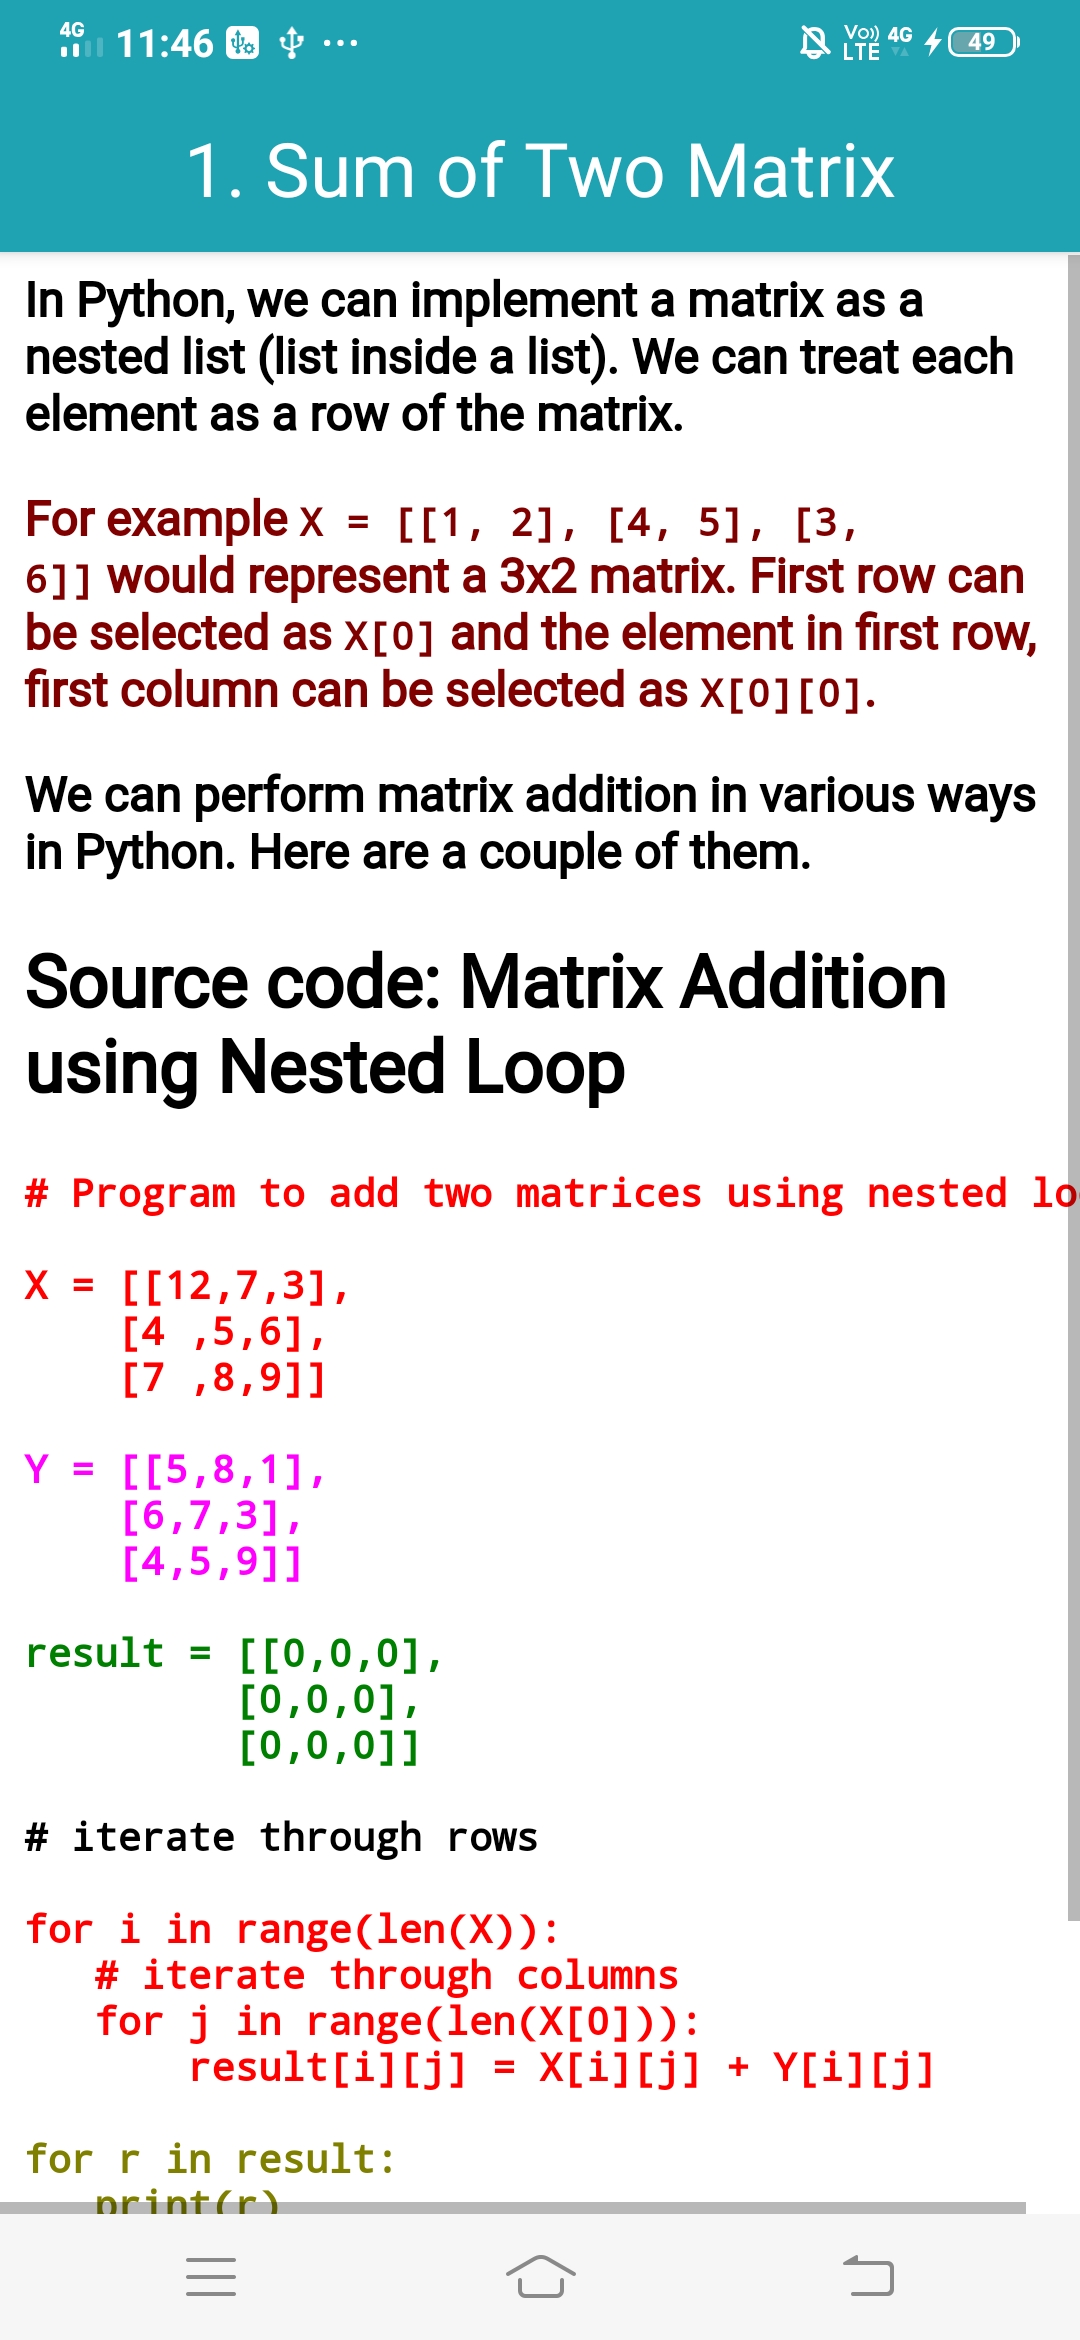 4G 11:46 ... Vo)) LTE 4G 49
1. Sum of Two Matrix
In Python, we can implement a matrix as a
nested list (list inside a list). We can treat each
element as a row of the matrix.
For example X = [[1, 2], [4, 5], [3,
6]] would represent a 3x2 matrix. First row can
be selected as X[0] and the element in first row,
first column can be selected as X[0][0].
We can perform matrix addition in various ways
in Python. Here are a couple of them.
Source code: Matrix Addition
using Nested Loop
# Program to add two matrices using nested lo
X = [[12,7,3],
    [4 ,5,6],
    [7 ,8,9]]
Y = [[5,8,1],
    [6,7,3],
    [4,5,9]]
result = [[0,0,0],
         [0,0,0],
         [0,0,0]]
# iterate through rows
for i in range(len(X)):
   # iterate through columns
   for j in range(len(X[0])):
       result[i][j] = X[i][j] + Y[i][j]
for r in result:
   print(r)